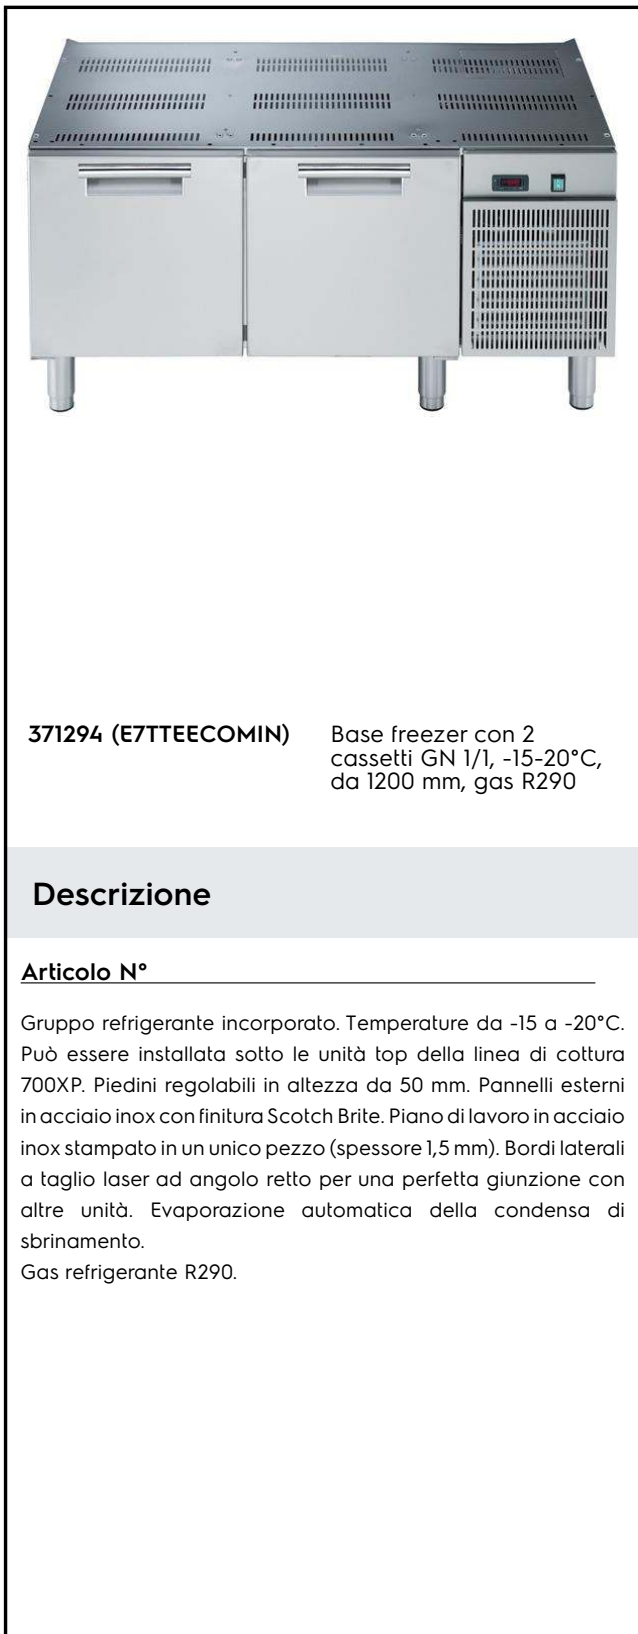 371294 (E7TTEECOMIN)
Base freezer con 2
cassetti GN 1/1, -15-20°C,
da 1200 mm, gas R290
Descrizione
Articolo N°
Gruppo refrigerante incorporato. Temperature da -15 a -20°C.
Può essere installata sotto le unità top della linea di cottura
700XP. Piedini regolabili in altezza da 50 mm. Pannelli esterni
in acciaio inox con finitura Scotch Brite. Piano di lavoro in acciaio
inox stampato in un unico pezzo (spessore 1,5 mm). Bordi laterali
a taglio laser ad angolo retto per una perfetta giunzione con
altre unità. Evaporazione automatica della condensa di
sbrinamento.
Gas refrigerante R290.